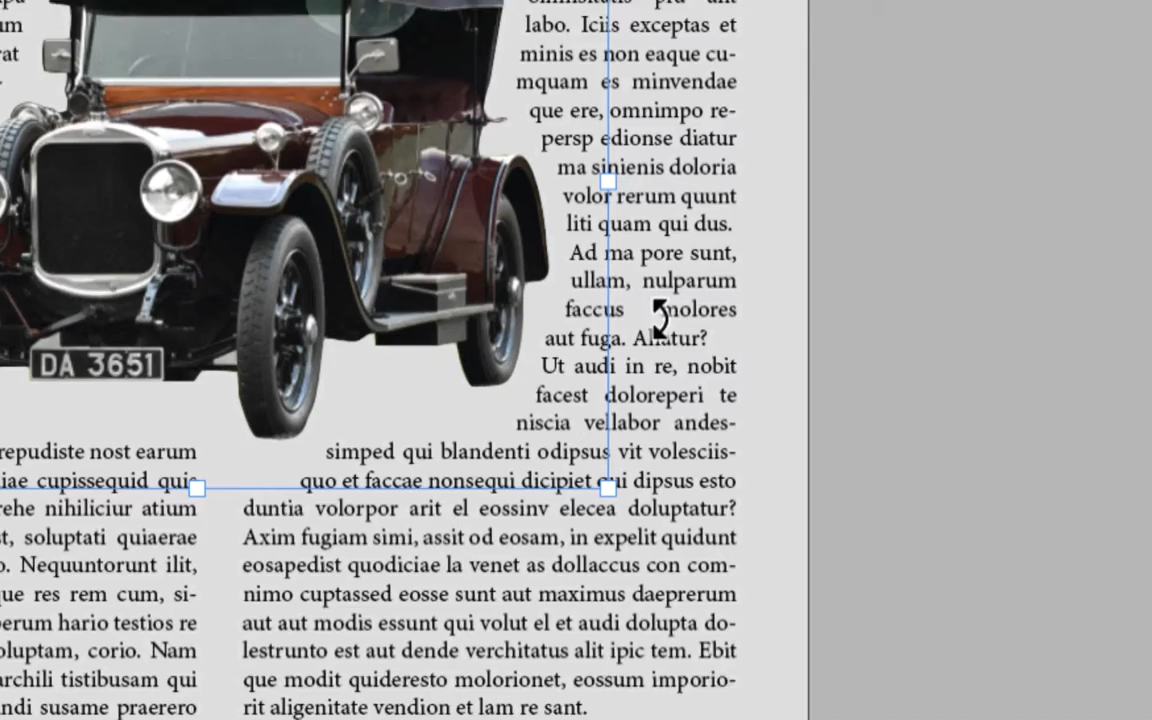 labo. Iciis exceptas et
um
minis es non eaque cu-
rat
mquam es minvendae
que ere, omnimpo re-
persp edionse diatur
ma sinienis doloria
volor rerum quunt
liti quam qui dus.
Ad ma pore sunt,
ullam, nulparum
faccus molores
aut fuga. Aliatur?
DA 3651
Ut audi in re, nobit
facest doloreperi te
niscia vellabor andes-
simped qui blandenti odipsus vit volesciis-
quo et faccae nonsequi dicipiet qui dipsus esto
duntia volorpor arit el eossinv elecea doluptatur?
Axim fugiam simi, assit od eosam, in expelit quidunt
eosapedist quodiciae la venet as dollaccus con com-
nimo cuptassed eosse sunt aut maximus daeprerum
aut aut modis essunt qui volut el et audi dolupta do-
lestrunto est aut dende verchitatus alit ipic tem. Ebit
que modit quideresto molorionet, eossum imporio-
rit aligenitate vendion et lam re sant.
repudiste nost earum
iae cupissequid quis
rehe nihiliciur atium
st, soluptati quiaerae
o. Nequuntorunt ilit,
que res rem cum, si-
perum hario testios re
oluptam, corio. Nam
archili tistibusam qui
ndi susame praerero